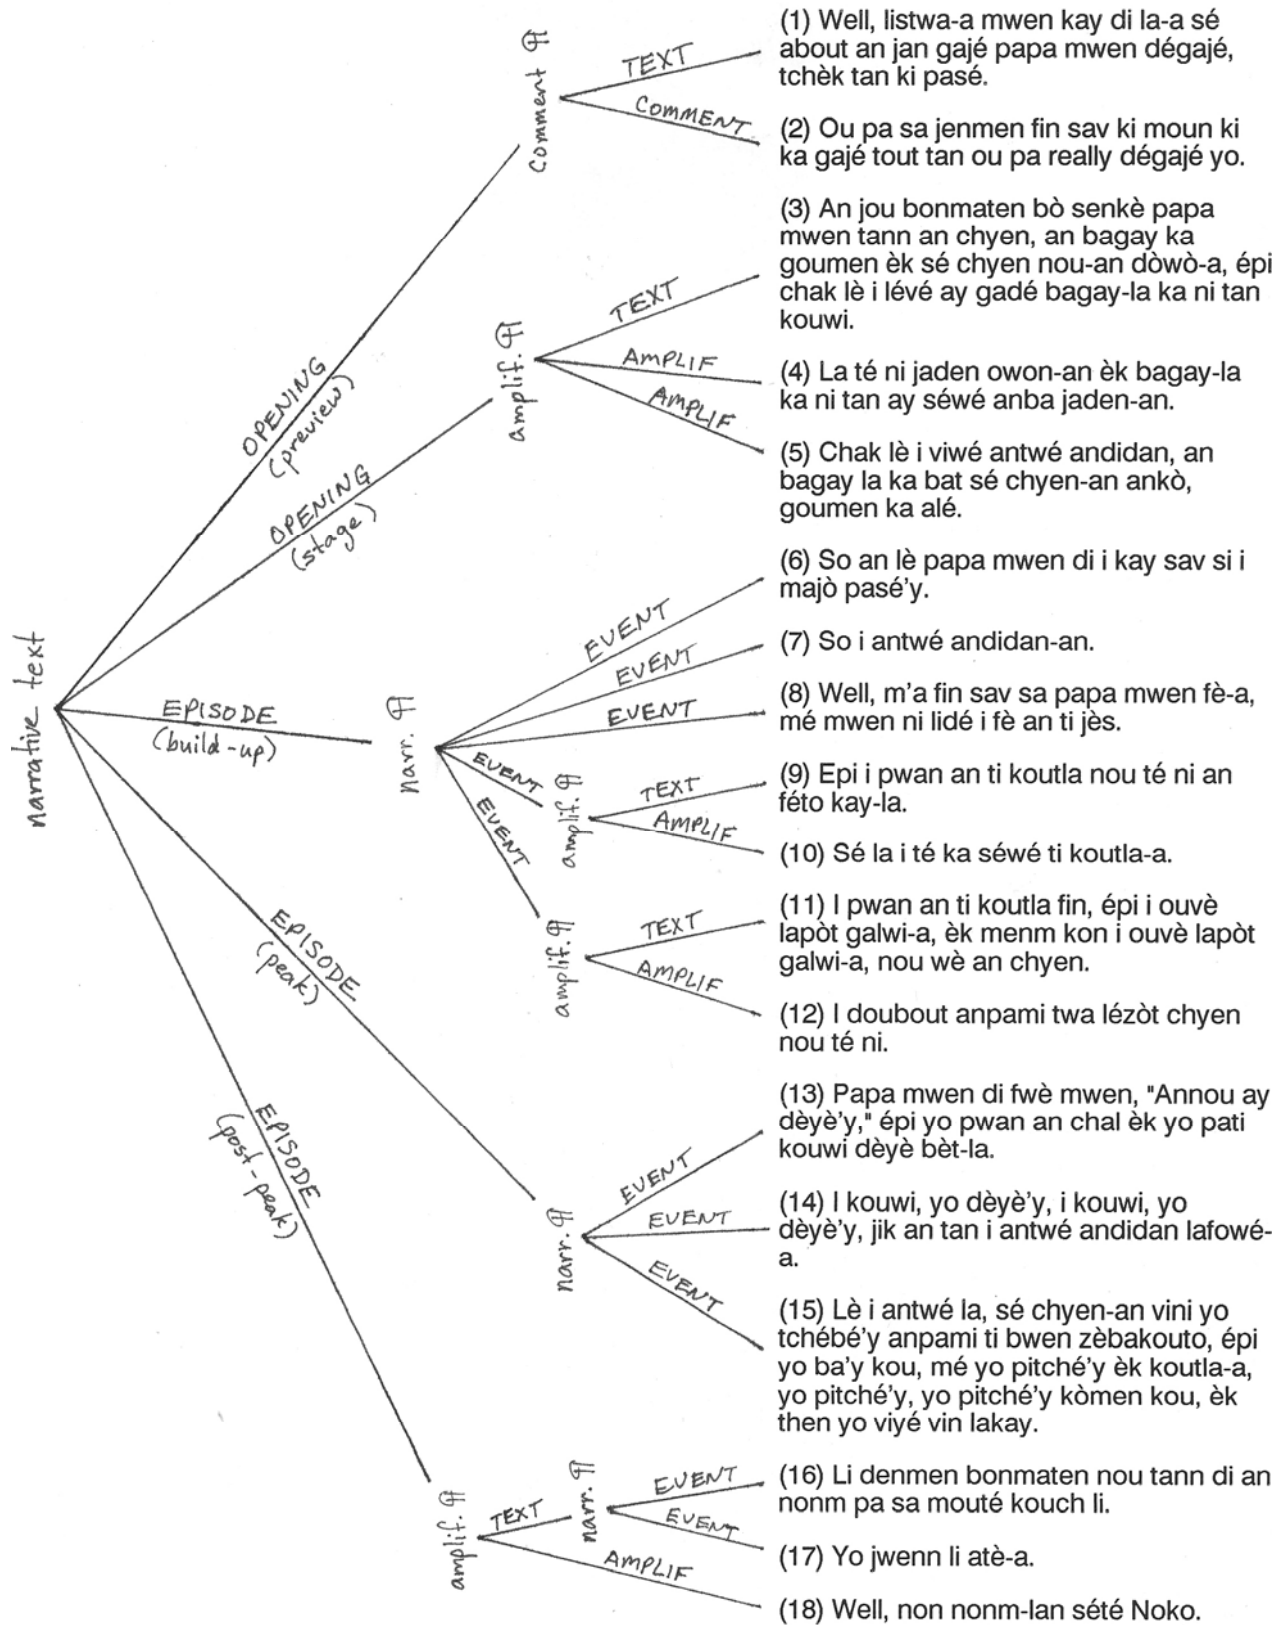 (1) Well, listwa-a mwen kay di la-a sé
about an jan gajé papa mwen dégajé,
tchèk tan ki pasé.
(2) Ou pa sa jenmen fin sav ki moun ki
ka gajé tout tan ou pa really dégajé yo.
(3) An jou bonmaten bò senkè papa
mwen tann an chyen, an bagay ka
goumen èk sé chyen nou-an dòwò-a, épi
chak lè i lévé ay gadé bagay-la ka ni tan
kouwi.
(4) La té ni jaden owon-an èk bagay-la
ka ni tan ay séwé anba jaden-an.
(5) Chak lè i viwé antwé andidan, an
bagay la ka bat sé chyen-an ankò,
goumen ka alé.
(6) So an lè papa mwen di i kay sav si i
majò pasé'y.
(7) So i antwé andidan-an.
(8) Well, m'a fin sav sa papa mwen fè-a,
mé mwen ni lidé i fè an ti jès.
(9) Epi i pwan an ti koutla nou té ni an
féto kay-la.
(10) Sé la i té ka séwé ti koutla-a.
(11) I pwan an ti koutla fin, épi i ouvè
lapòt galwi-a, èk menm kon i ouvè lapòt
galwi-a, nou wè an chyen.
(12) I doubout anpami twa lézòt chyen
nou té ni.
(13) Papa mwen di fwè mwen, "Annou ay
dèyè'y," épi yo pwan an chal èk yo pati
kouwi dèyè bèt-la.
(14) I kouwi, yo dèyè'y, i kouwi, yo
dèyè'y, jik an tan i antwé andidan lafowé-
a.
(15) Lè i antwé la, sé chyen-an vini yo
tchébé'y anpami ti bwen zèbakouto, épi
yo ba'y kou, mé yo pitché'y èk koutla-a,
yo pitché'y, yo pitché'y kòmen kou, èk
then yo viyé vin lakay.
(16) Li denmen bonmaten nou tann di an
nonm pa sa mouté kouch li.
(17) Yo jwenn li atè-a.
(18) Well, non nonm-lan sété Noko.
narrative text
OPENING
(preview)
comment ¶
TEXT
COMMENT
OPENING
(stage)
amplif. ¶
TEXT
AMPLIF
AMPLIF
EPISODE
(build-up)
narr. ¶
EVENT
EVENT
EVENT
EVENT
amplif. ¶
TEXT
AMPLIF
EVENT
amplif. ¶
TEXT
AMPLIF
EPISODE
(peak)
narr. ¶
EVENT
EVENT
EVENT
EPISODE
(post-peak)
amplif. ¶
TEXT
narr. ¶
EVENT
EVENT
AMPLIF